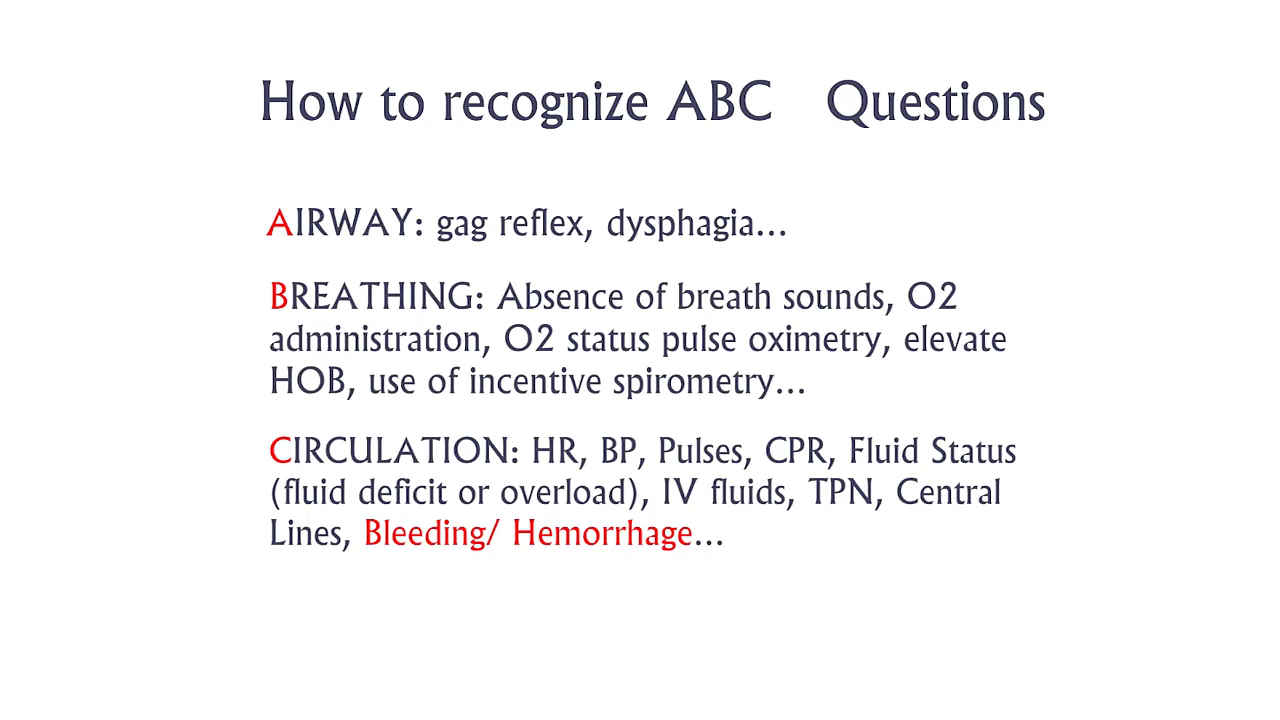 How to recognize ABC Questions
AIRWAY: gag reflex, dysphagia...
BREATHING: Absence of breath sounds, O2
administration, O2 status pulse oximetry, elevate
HOB, use of incentive spirometry...
CIRCULATION: HR, BP, Pulses, CPR, Fluid Status
(fluid deficit or overload), IV fluids, TPN, Central
Lines, Bleeding/ Hemorrhage...